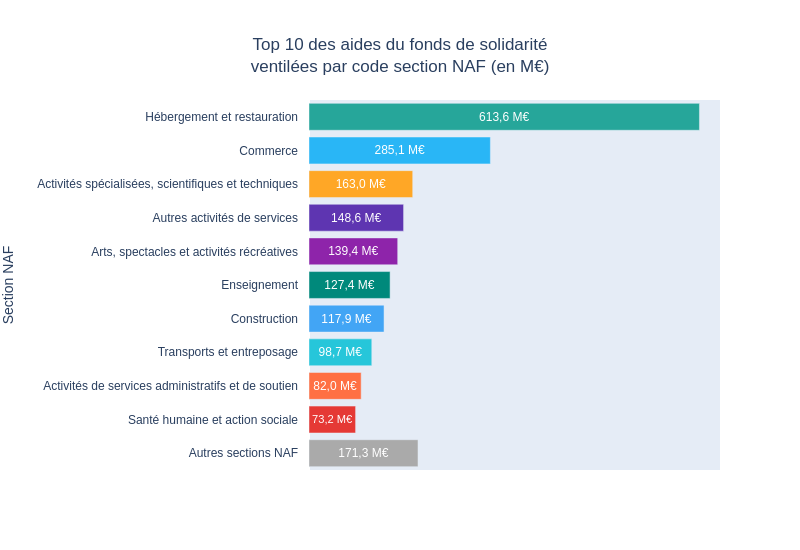 Top 10 des aides du fonds de solidarité
ventilées par code section NAF (en M€)
Section NAF
Hébergement et restauration 613,6 M€
Commerce 285,1 M€
Activités spécialisées, scientifiques et techniques 163,0 M€
Autres activités de services 148,6 M€
Arts, spectacles et activités récréatives 139,4 M€
Enseignement 127,4 M€
Construction 117,9 M€
Transports et entreposage 98,7 M€
Activités de services administratifs et de soutien 82,0 M€
Santé humaine et action sociale 73,2 M€
Autres sections NAF 171,3 M€